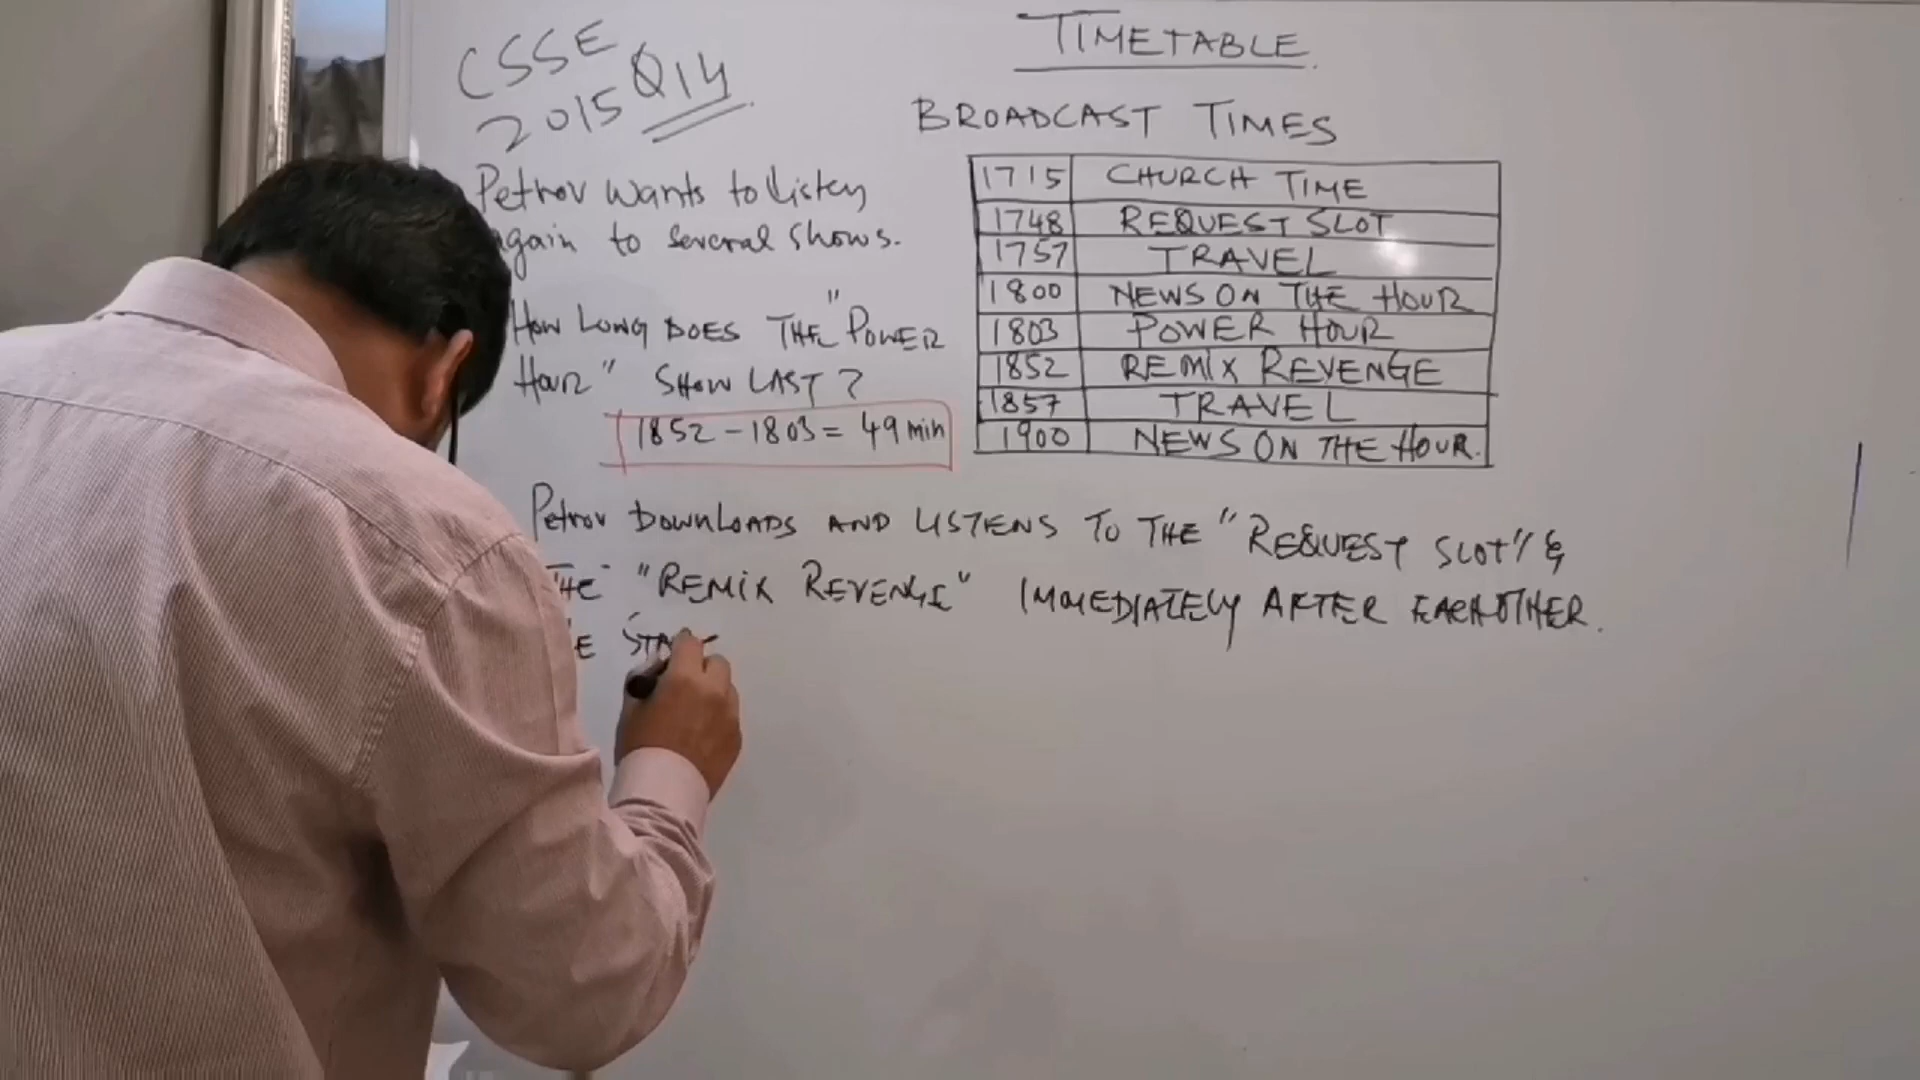 CSSE
2015 Q14
TIMETABLE
BROADCAST TIMES
1715 CHURCH TIME
1748 REQUEST SLOT
1757 TRAVEL
1800 NEWS ON THE HOUR
1803 POWER HOUR
1852 REMIX REVENGE
1857 TRAVEL
1900 NEWS ON THE HOUR.
Petrov wants to listen
again to several shows.
HOW LONG DOES THE "POWER
HOUR" SHOW LAST?
1852 - 1803 = 49 min
Petrov DOWNLOADS AND LISTENS TO THE "REQUEST SLOT" &
THE "REMIX REVENGE" IMMEDIATELY AFTER EACH OTHER.